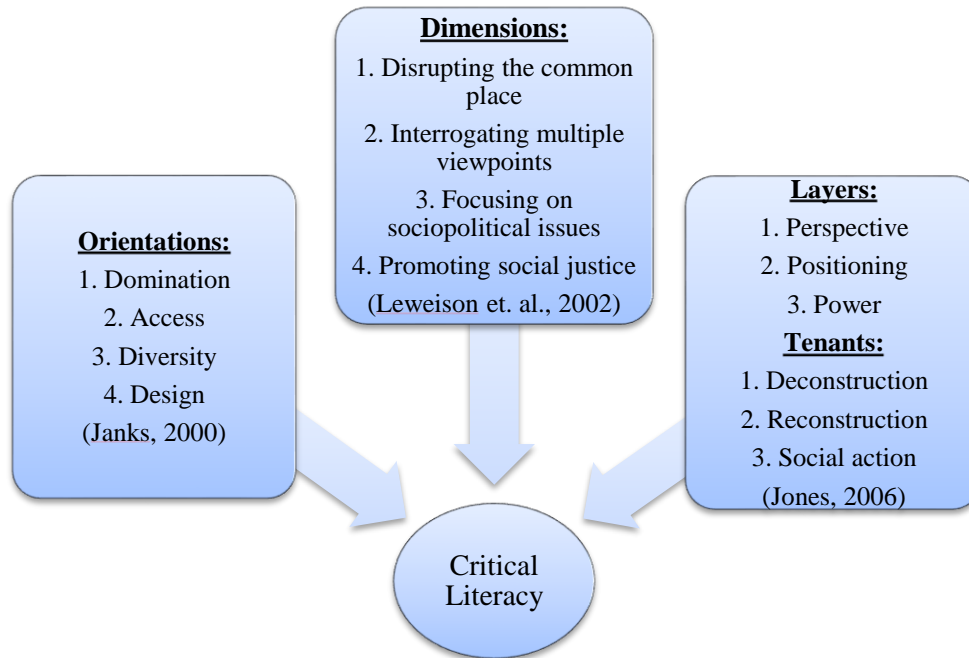 Orientations:
1. Domination
2. Access
3. Diversity
4. Design
(Janks, 2000)
Dimensions:
1. Disrupting the common
place
2. Interrogating multiple
viewpoints
3. Focusing on
sociopolitical issues
4. Promoting social justice
(Leweison et. al., 2002)
Layers:
1. Perspective
2. Positioning
3. Power
Tenants:
1. Deconstruction
2. Reconstruction
3. Social action
(Jones, 2006)
Critical
Literacy